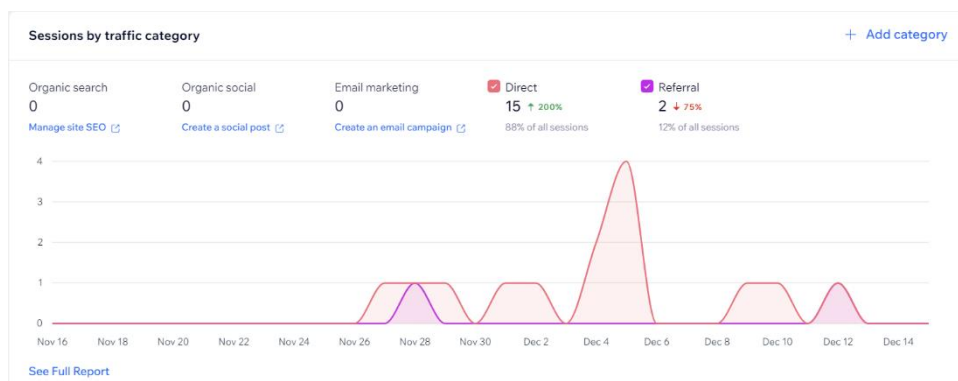 Sessions by traffic category
+ Add category
Organic search
0
Manage site SEO
Organic social
0
Create a social post
Email marketing
0
Create an email campaign
Direct
15 ↑ 200%
88% of all sessions
Referral
2 ↓ 75%
12% of all sessions
4
3
2
1
0
Nov 16 Nov 18 Nov 20 Nov 22 Nov 24 Nov 26 Nov 28 Nov 30 Dec 2 Dec 4 Dec 6 Dec 8 Dec 10 Dec 12 Dec 14
See Full Report